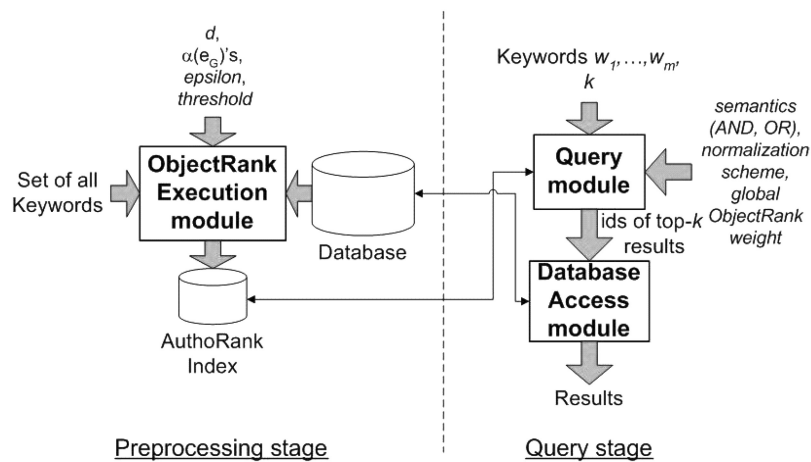 d,
α(e_G)'s,
epsilon,
threshold
Set of all
Keywords
ObjectRank
Execution
module
Database
AuthoRank
Index
Preprocessing stage
Keywords w_1,...,w_m,
k
Query
module
semantics
(AND, OR),
normalization
scheme,
global
ObjectRank
weight
ids of top-k
results
Database
Access
module
Results
Query stage